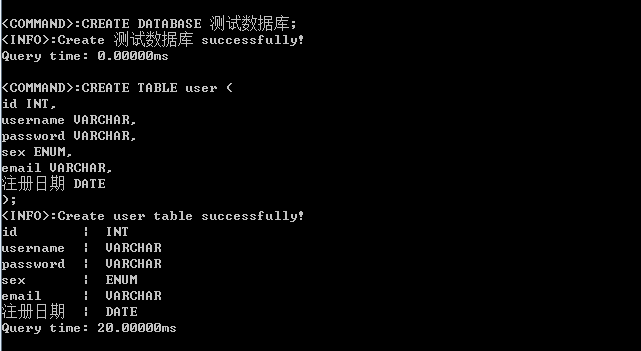 <COMMAND>:CREATE DATABASE 测试数据库;
<INFO>:Create 测试数据库 successfully!
Query time: 0.00000ms
<COMMAND>:CREATE TABLE user (
id INT,
username VARCHAR,
password VARCHAR,
sex ENUM,
email VARCHAR,
注册日期 DATE
);
<INFO>:Create user table successfully!
id | INT
username | VARCHAR
password | VARCHAR
sex | ENUM
email | VARCHAR
注册日期 | DATE
Query time: 20.00000ms